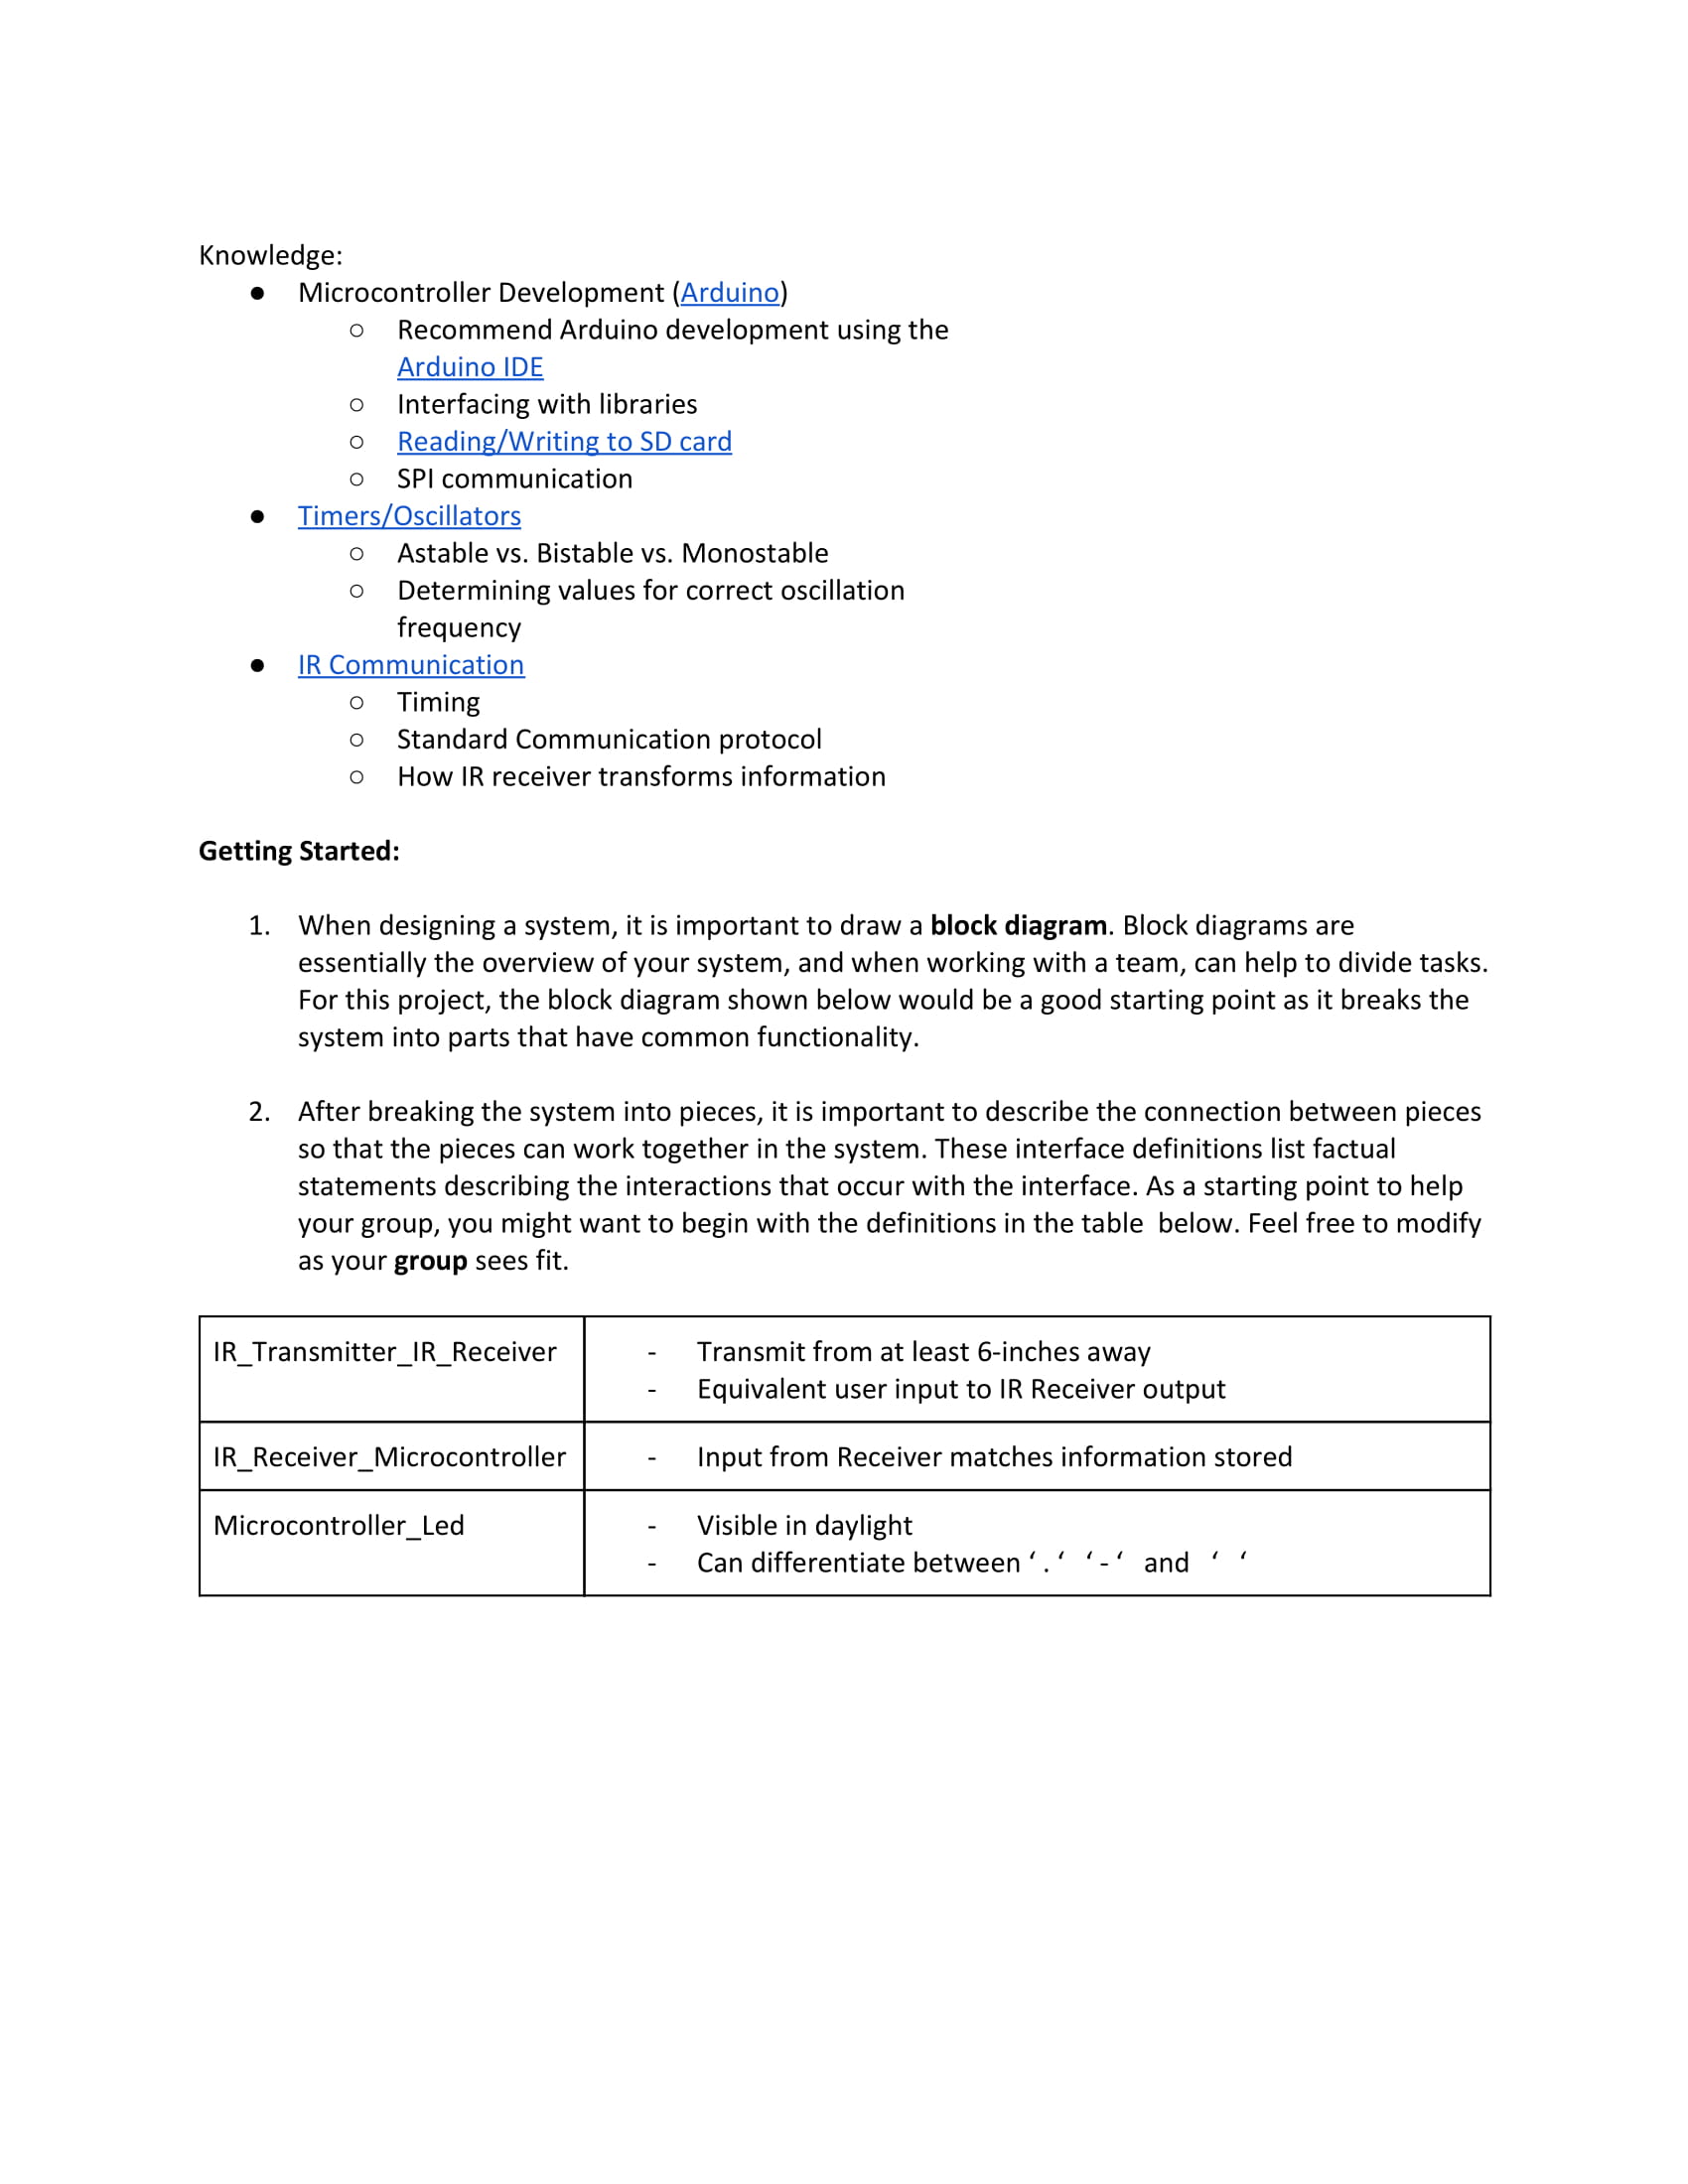 Knowledge:
● Microcontroller Development (Arduino)
○ Recommend Arduino development using the
Arduino IDE
○ Interfacing with libraries
○ Reading/Writing to SD card
○ SPI communication
● Timers/Oscillators
○ Astable vs. Bistable vs. Monostable
○ Determining values for correct oscillation
frequency
● IR Communication
○ Timing
○ Standard Communication protocol
○ How IR receiver transforms information
Getting Started:
1. When designing a system, it is important to draw a block diagram. Block diagrams are
essentially the overview of your system, and when working with a team, can help to divide tasks.
For this project, the block diagram shown below would be a good starting point as it breaks the
system into parts that have common functionality.
2. After breaking the system into pieces, it is important to describe the connection between pieces
so that the pieces can work together in the system. These interface definitions list factual
statements describing the interactions that occur with the interface. As a starting point to help
your group, you might want to begin with the definitions in the table  below. Feel free to modify
as your group sees fit.
IR_Transmitter_IR_Receiver
- Transmit from at least 6-inches away
- Equivalent user input to IR Receiver output
IR_Receiver_Microcontroller
- Input from Receiver matches information stored
Microcontroller_Led
- Visible in daylight
- Can differentiate between ‘ . ‘  ‘ - ‘  and  ‘  ‘